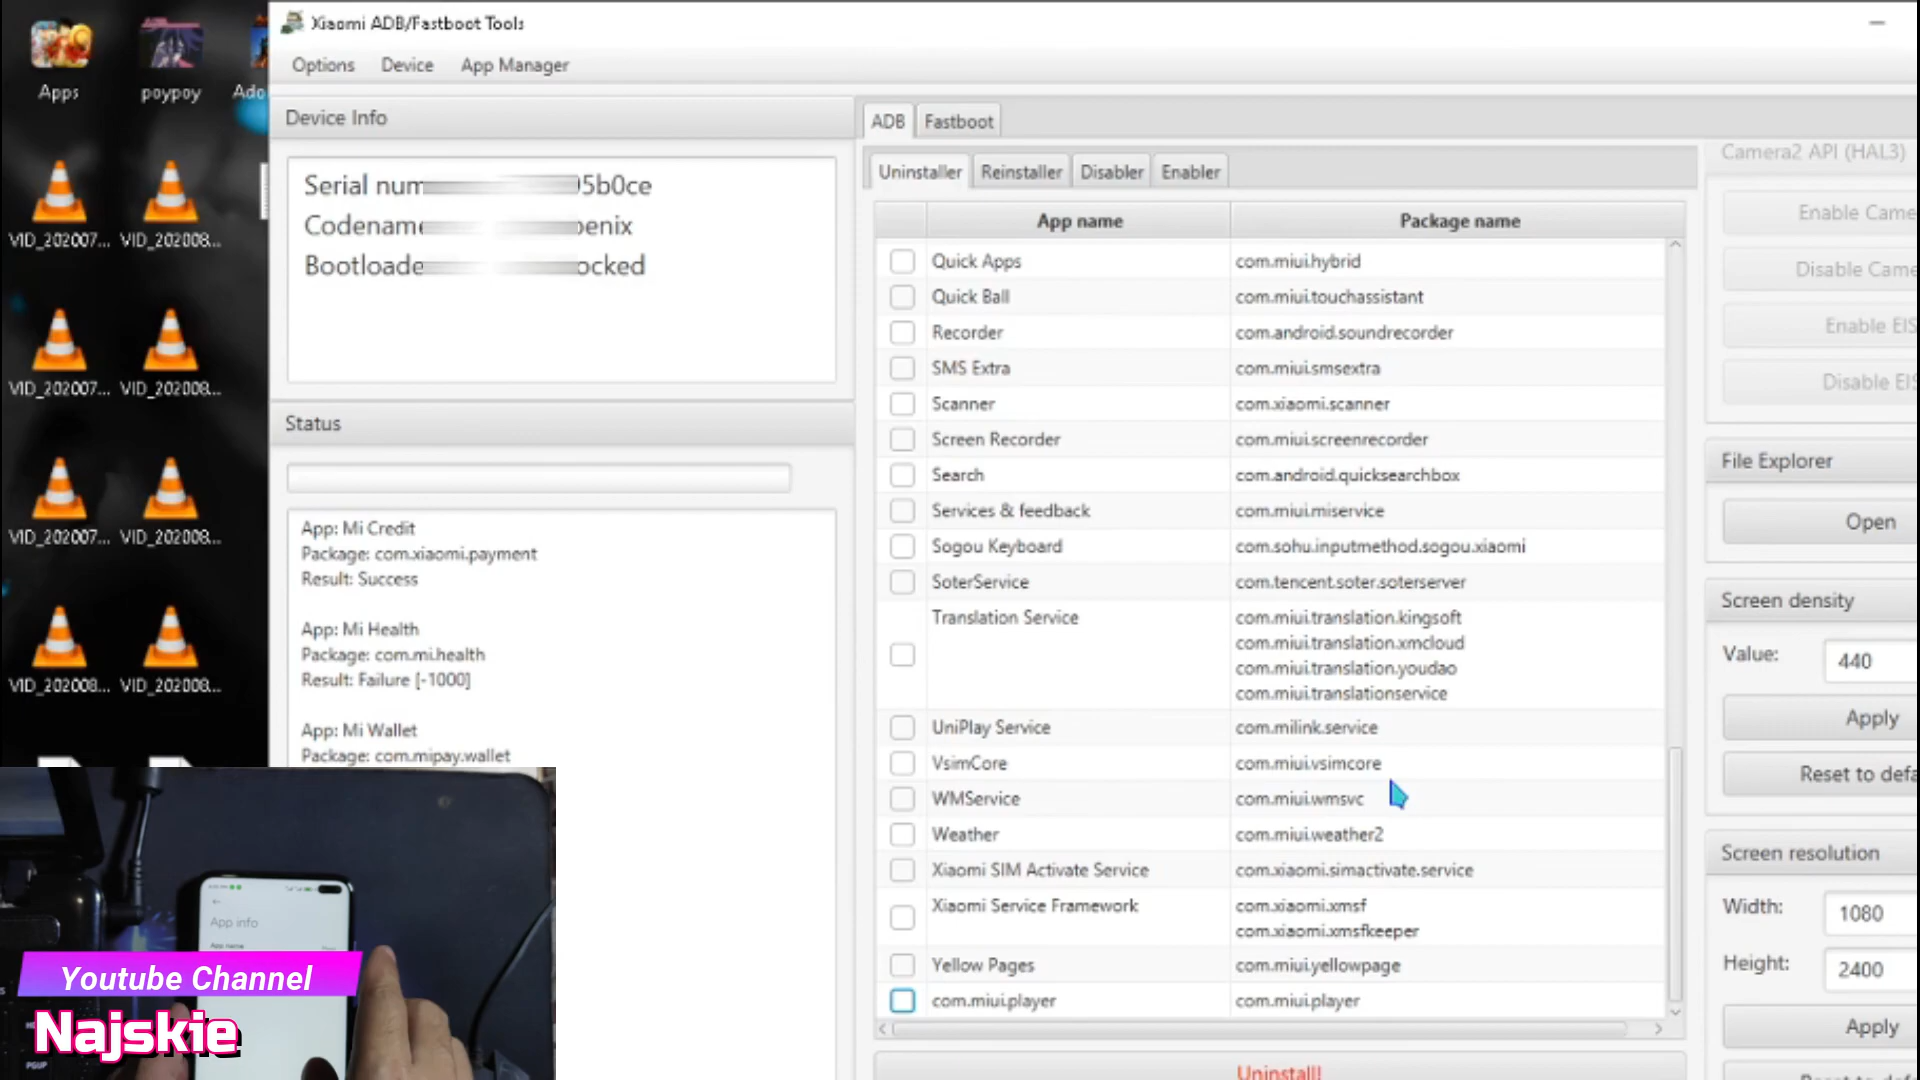 Xiaomi ADB/Fastboot Tools
Options Device App Manager
Apps poypoy Ado
VID_202007... VID_202008...
VID_202007... VID_202008...
VID_202007... VID_202008...
VID_202008... VID_202008...
Device Info
Serial num 95b0ce
Codename oenix
Bootloade ocked
Status
App: Mi Credit
Package: com.xiaomi.payment
Result: Success
App: Mi Health
Package: com.mi.health
Result: Failure [-1000]
App: Mi Wallet
Package: com.mipay.wallet
ADB Fastboot
Uninstaller Reinstaller Disabler Enabler
App name Package name
Quick Apps com.miui.hybrid
Quick Ball com.miui.touchassistant
Recorder com.android.soundrecorder
SMS Extra com.miui.smsextra
Scanner com.xiaomi.scanner
Screen Recorder com.miui.screenrecorder
Search com.android.quicksearchbox
Services & feedback com.miui.miservice
Sogou Keyboard com.sohu.inputmethod.sogou.xiaomi
SoterService com.tencent.soter.soterserver
Translation Service com.miui.translation.kingsoft
com.miui.translation.xmcloud
com.miui.translation.youdao
com.miui.translationservice
UniPlay Service com.milink.service
VsimCore com.miui.vsimcore
WMService com.miui.wmsvc
Weather com.miui.weather2
Xiaomi SIM Activate Service com.xiaomi.simactivate.service
Xiaomi Service Framework com.xiaomi.xmsf
com.xiaomi.xmsfkeeper
Yellow Pages com.miui.yellowpage
com.miui.player com.miui.player
Uninstall!
Camera2 API (HAL3)
Enable Came
Disable Came
Enable EIS
Disable EIS
File Explorer
Open
Screen density
Value: 440
Apply
Reset to defa
Screen resolution
Width: 1080
Height: 2400
Apply
Reset to def
App info
App name
Youtube Channel
Najskie
PGUP